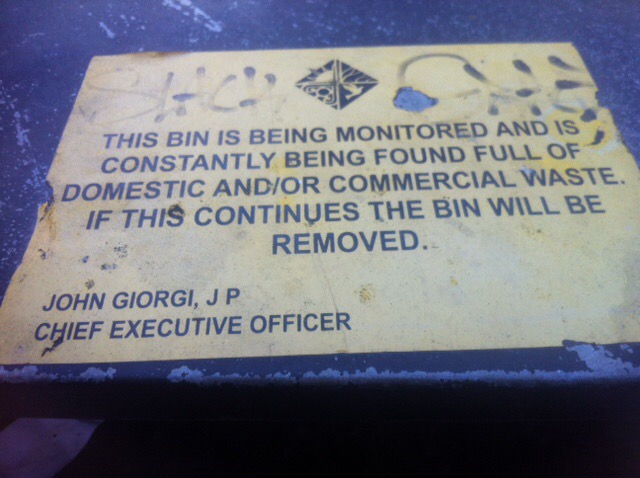 THIS BIN IS BEING MONITORED AND IS
CONSTANTLY BEING FOUND FULL OF
DOMESTIC AND/OR COMMERCIAL WASTE.
IF THIS CONTINUES THE BIN WILL BE
REMOVED.
JOHN GIORGI, J P
CHIEF EXECUTIVE OFFICER